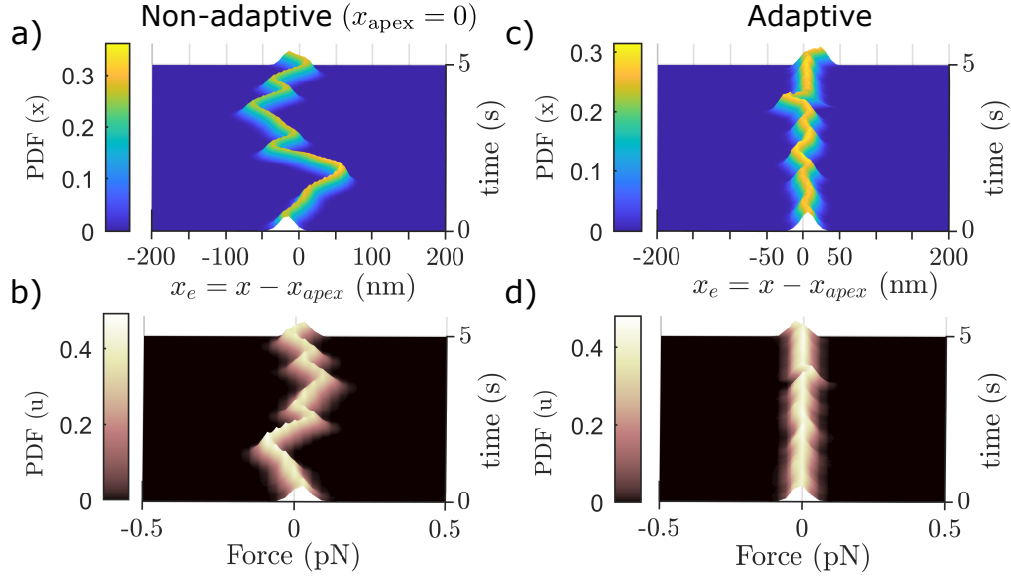 Non-adaptive (x_apex = 0)
Adaptive
a)
PDF (x)
0.3
0.2
0.1
0
5
0
time (s)
-200 -100 0 100 200
x_e = x − x_apex (nm)
c)
PDF (x)
0.3
0.2
0.1
0
5
0
time (s)
-200 -50 0 50 200
x_e = x − x_apex (nm)
b)
PDF (u)
0.4
0.2
0
5
0
time (s)
-0.5 0 0.5
Force (pN)
d)
PDF (u)
0.4
0.2
0
5
0
time (s)
-0.5 0 0.5
Force (pN)